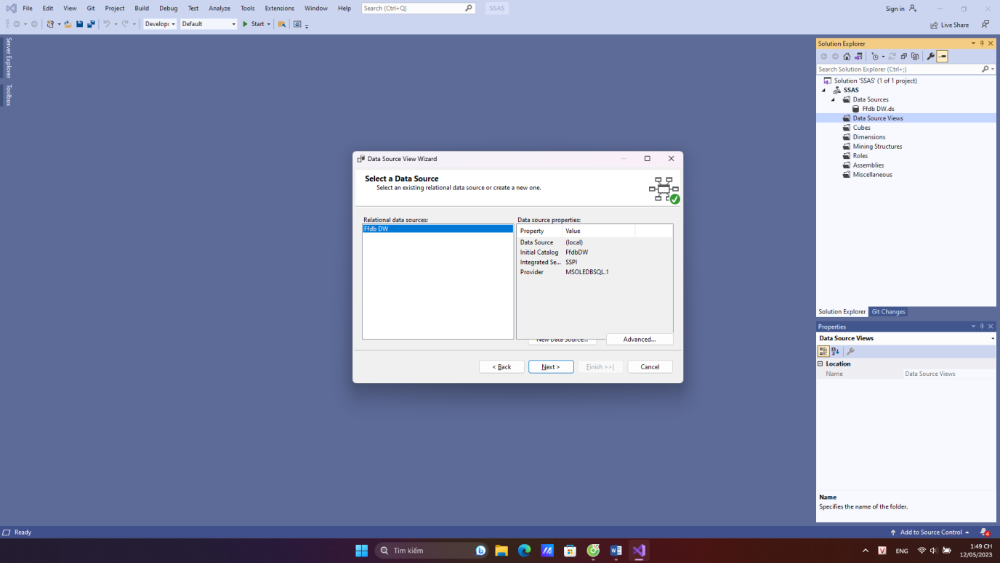 File Edit View Git Project Build Debug Test Analyze Tools Extensions Window Help Search (Ctrl+Q) SSAS Sign in
Develop Default Start Live Share
Server Explorer
Toolbox
Data Source View Wizard
Select a Data Source
Select an existing relational data source or create a new one.
Relational data sources:
Ffdb DW
Data source properties:
Property Value
Data Source (local)
Initial Catalog FfdbDW
Integrated Se... SSPI
Provider MSOLEDBSQL.1
New Data Source... Advanced...
< Back Next > Finish >>| Cancel
Solution Explorer
Search Solution Explorer (Ctrl+;)
Solution 'SSAS' (1 of 1 project)
SSAS
Data Sources
Ffdb DW.ds
Data Source Views
Cubes
Dimensions
Mining Structures
Roles
Assemblies
Miscellaneous
Solution Explorer Git Changes
Properties
Data Source Views
Location
Name Data Source Views
Name
Specifies the name of the folder.
Ready Add to Source Control 4
Tìm kiếm V ENG 1:49 CH
12/05/2023